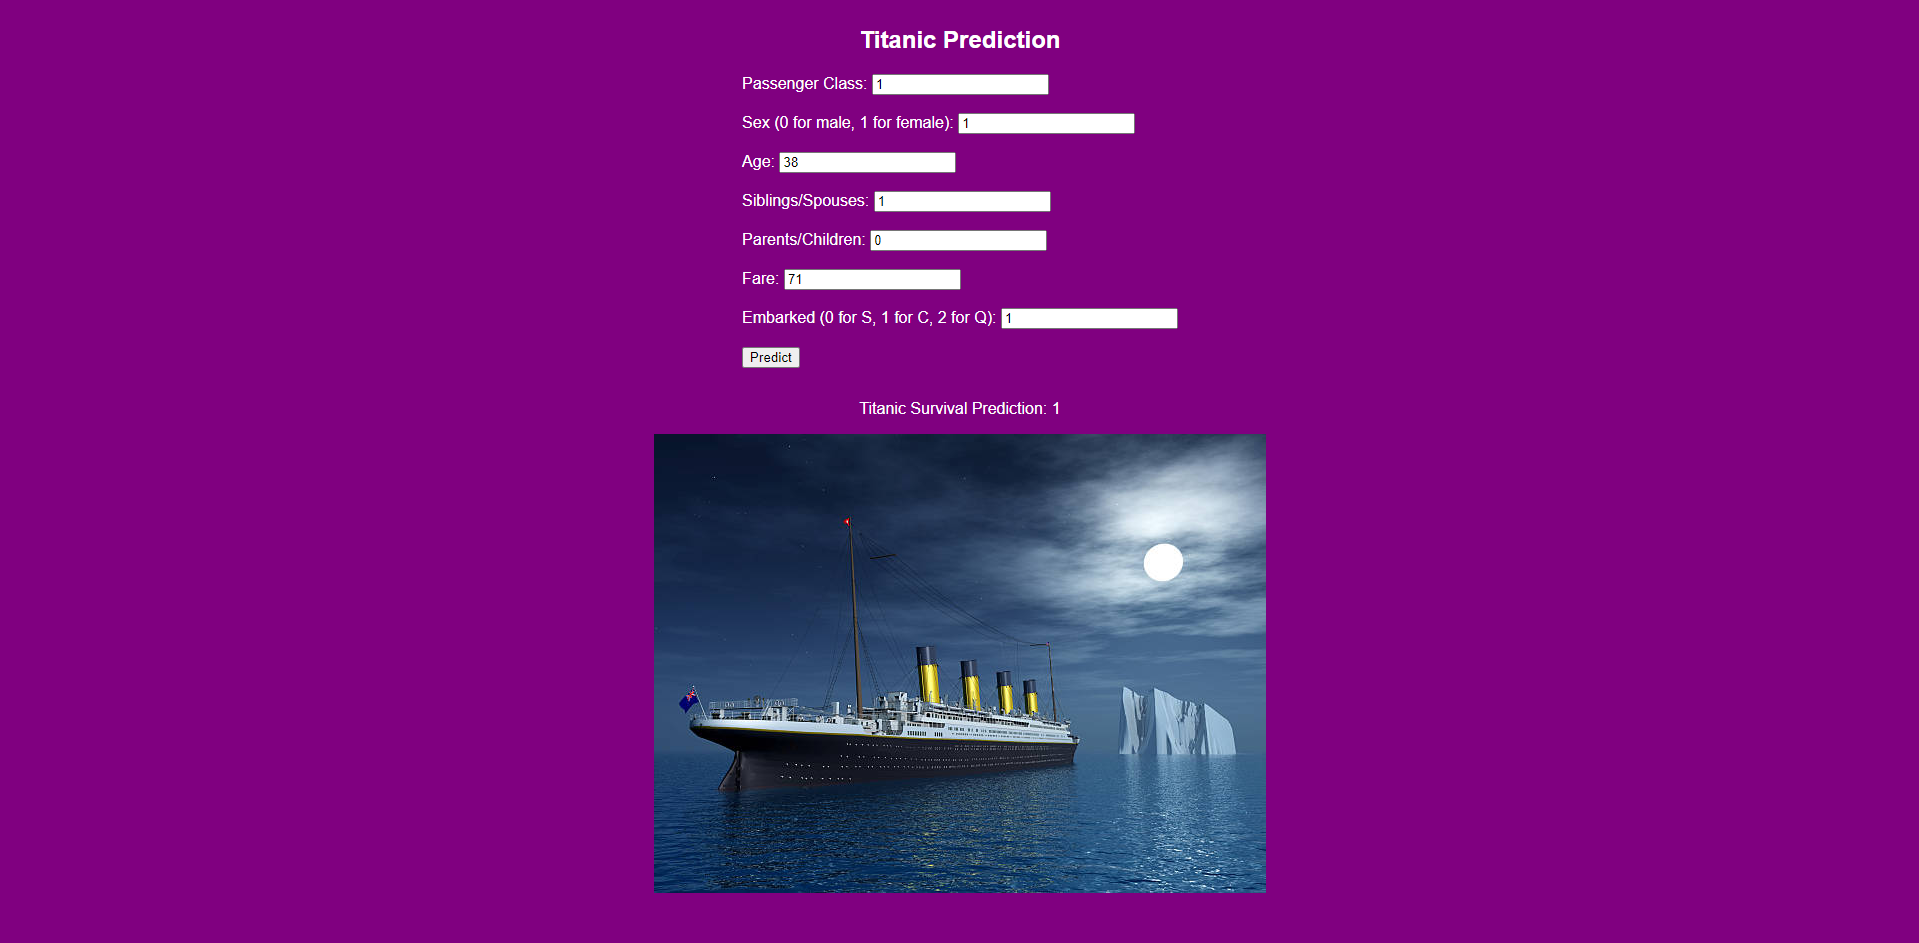 Titanic Prediction
Passenger Class: 1
Sex (0 for male, 1 for female): 1
Age: 38
Siblings/Spouses: 1
Parents/Children: 0
Fare: 71
Embarked (0 for S, 1 for C, 2 for Q): 1
Predict
Titanic Survival Prediction: 1